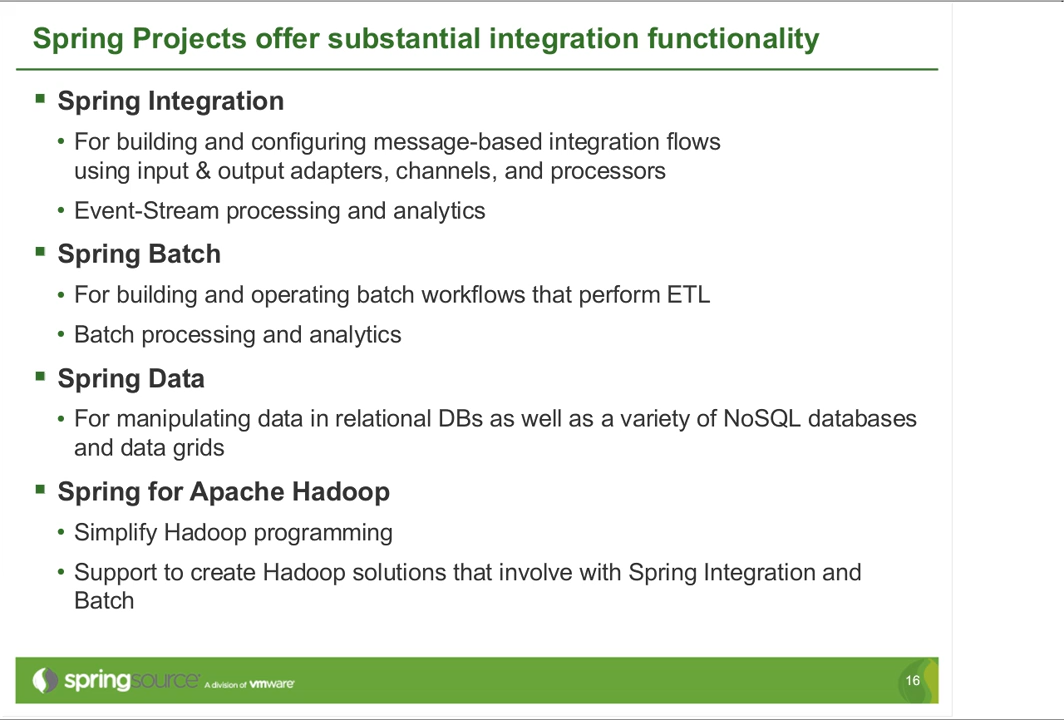 Spring Projects offer substantial integration functionality
▪ Spring Integration
• For building and configuring message-based integration flows
using input & output adapters, channels, and processors
• Event-Stream processing and analytics
▪ Spring Batch
• For building and operating batch workflows that perform ETL
• Batch processing and analytics
▪ Spring Data
• For manipulating data in relational DBs as well as a variety of NoSQL databases
and data grids
▪ Spring for Apache Hadoop
• Simplify Hadoop programming
• Support to create Hadoop solutions that involve with Spring Integration and
Batch
springsource A division of vmware
16